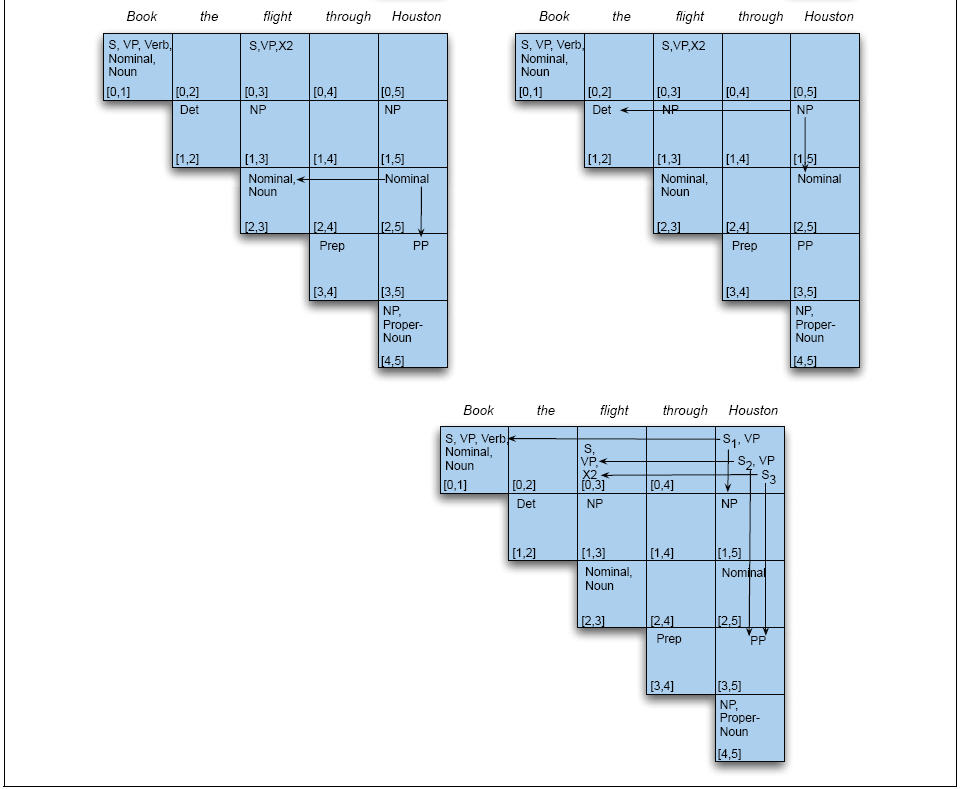 Book the flight through Houston
S, VP, Verb, S,VP,X2
Nominal,
Noun
[0,1] [0,2] [0,3] [0,4] [0,5]
Det NP NP
[1,2] [1,3] [1,4] [1,5]
Nominal, Nominal
Noun
[2,3] [2,4] [2,5]
Prep PP
[3,4] [3,5]
NP,
Proper-
Noun
[4,5]
Book the flight through Houston
S, VP, Verb, S,VP,X2
Nominal,
Noun
[0,1] [0,2] [0,3] [0,4] [0,5]
Det NP NP
[1,2] [1,3] [1,4] [1,5]
Nominal, Nominal
Noun
[2,3] [2,4] [2,5]
Prep PP
[3,4] [3,5]
NP,
Proper-
Noun
[4,5]
Book the flight through Houston
S, VP, Verb, S1, VP
Nominal, S,
Noun VP, S2, VP
X2 S3
[0,1] [0,2] [0,3] [0,4]
Det NP NP
[1,2] [1,3] [1,4] [1,5]
Nominal, Nominal
Noun
[2,3] [2,4] [2,5]
Prep PP
[3,4] [3,5]
NP,
Proper-
Noun
[4,5]